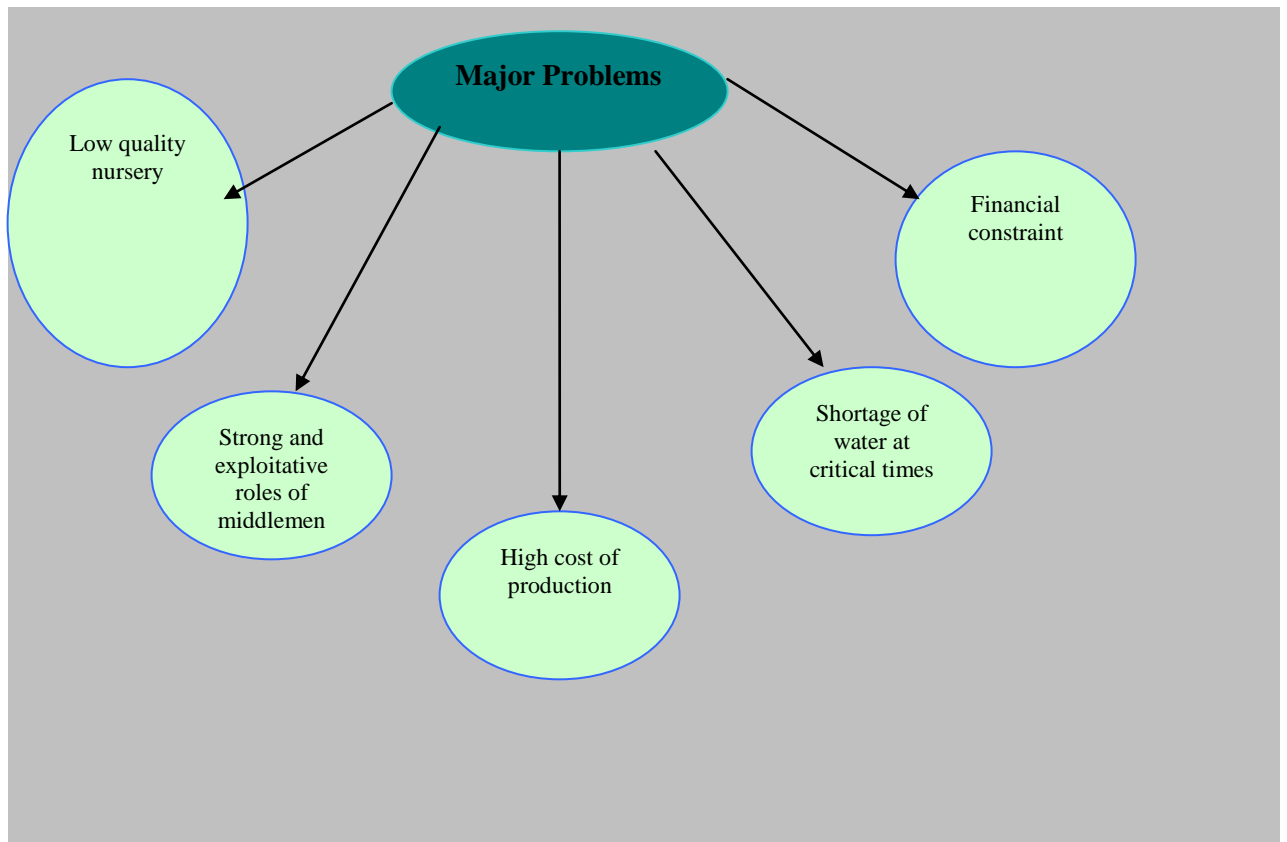 Major Problems
Low quality
nursery
Strong and
exploitative
roles of
middlemen
High cost of
production
Shortage of
water at
critical times
Financial
constraint